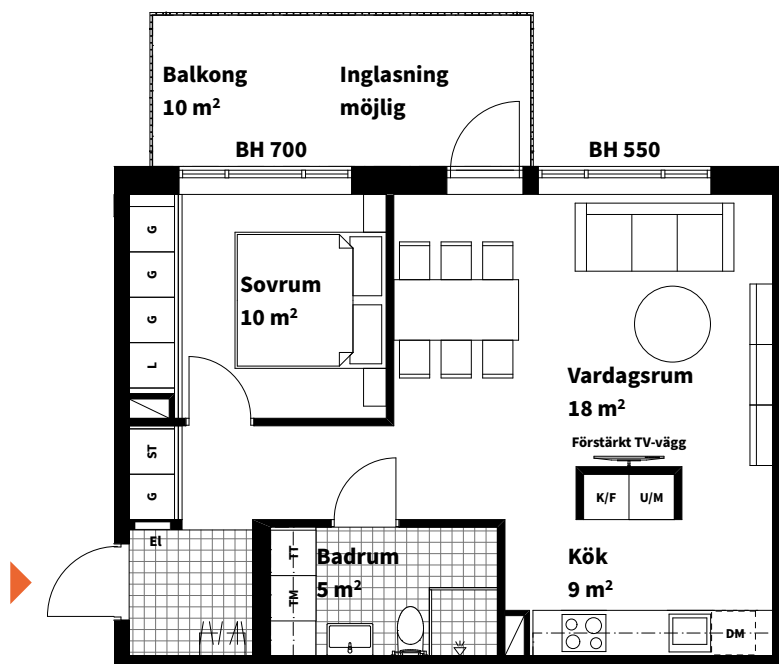 Balkong
10 m²
Inglasning
möjlig
BH 700
BH 550
G
G
G
L
Sovrum
10 m²
Vardagsrum
18 m²
Förstärkt TV-vägg
ST
G
K/F
U/M
El
TT
Badrum
5 m²
TM
Kök
9 m²
DM